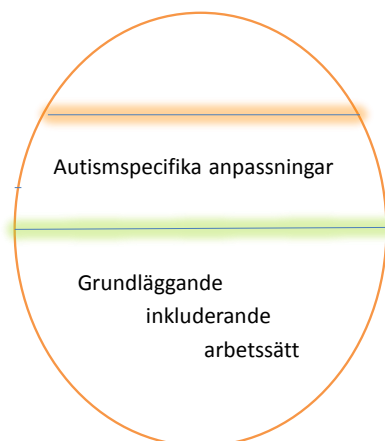 Autismspecifika anpassningar
Grundläggande
inkluderande
arbetssätt